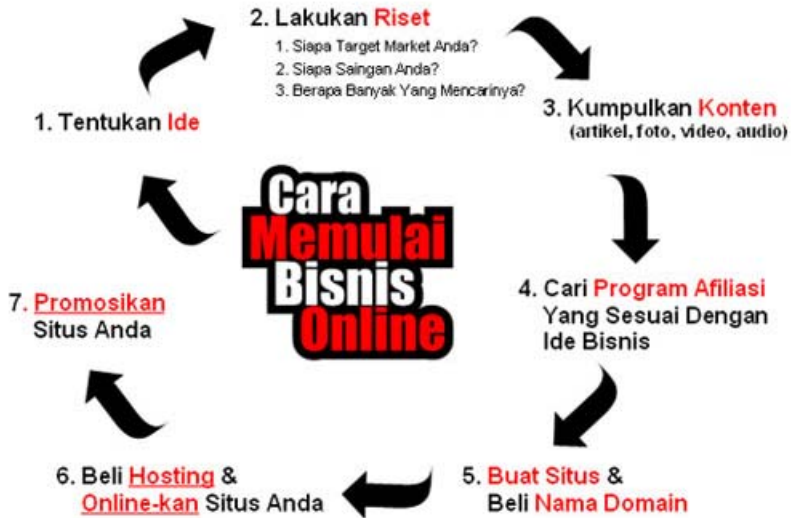 Cara
Memulai
Bisnis
Online
1. Tentukan Ide
2. Lakukan Riset
1. Siapa Target Market Anda?
2. Siapa Saingan Anda?
3. Berapa Banyak Yang Mencarinya?
3. Kumpulkan Konten
(artikel, foto, video, audio)
4. Cari Program Afiliasi
Yang Sesuai Dengan
Ide Bisnis
5. Buat Situs &
Beli Nama Domain
6. Beli Hosting &
Online-kan Situs Anda
7. Promosikan
Situs Anda